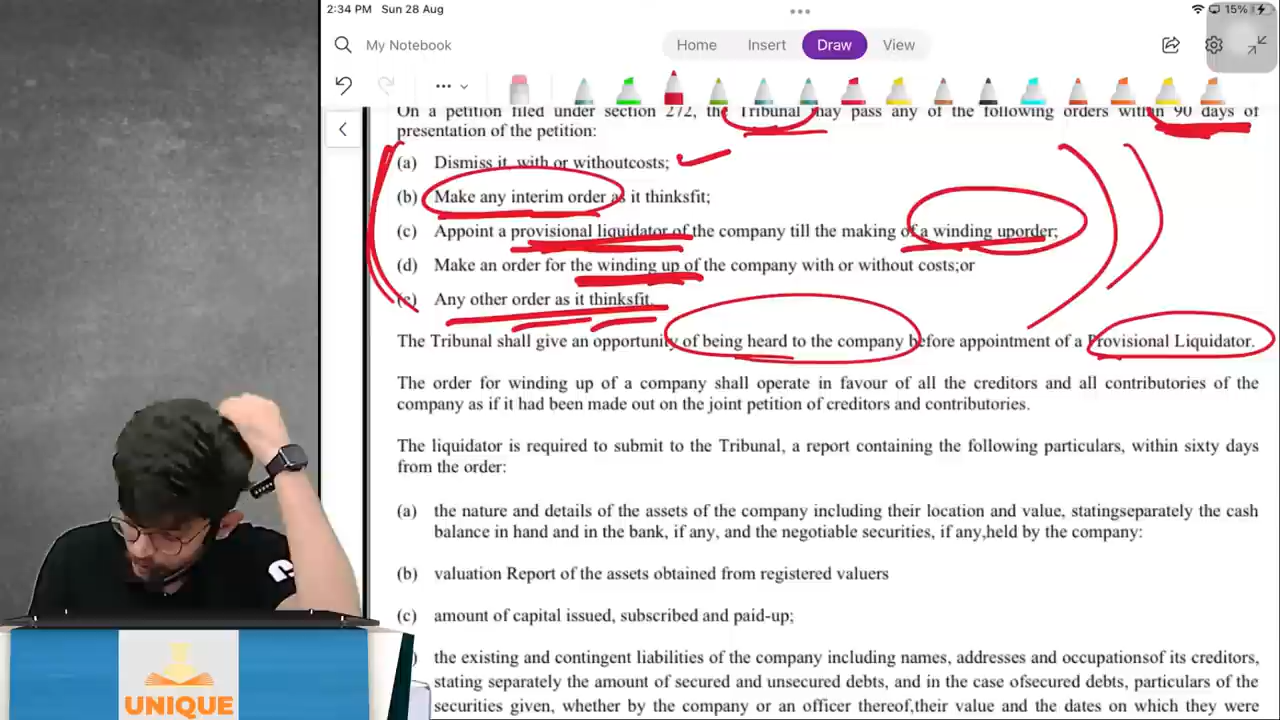 2:34 PM Sun 28 Aug
15%
My Notebook
Home Insert Draw View
On a petition filed under section 272, the Tribunal may pass any of the following orders within 90 days of
presentation of the petition:
(a) Dismiss it, with or withoutcosts;
(b) Make any interim order as it thinksfit;
(c) Appoint a provisional liquidator of the company till the making of a winding uporder;
(d) Make an order for the winding up of the company with or without costs;or
(e) Any other order as it thinksfit.
The Tribunal shall give an opportunity of being heard to the company before appointment of a Provisional Liquidator.
The order for winding up of a company shall operate in favour of all the creditors and all contributories of the
company as if it had been made out on the joint petition of creditors and contributories.
The liquidator is required to submit to the Tribunal, a report containing the following particulars, within sixty days
from the order:
(a) the nature and details of the assets of the company including their location and value, statingseparately the cash
balance in hand and in the bank, if any, and the negotiable securities, if any,held by the company:
(b) valuation Report of the assets obtained from registered valuers
(c) amount of capital issued, subscribed and paid-up;
the existing and contingent liabilities of the company including names, addresses and occupationsof its creditors,
stating separately the amount of secured and unsecured debts, and in the case ofsecured debts, particulars of the
securities given, whether by the company or an officer thereof,their value and the dates on which they were
UNIQUE